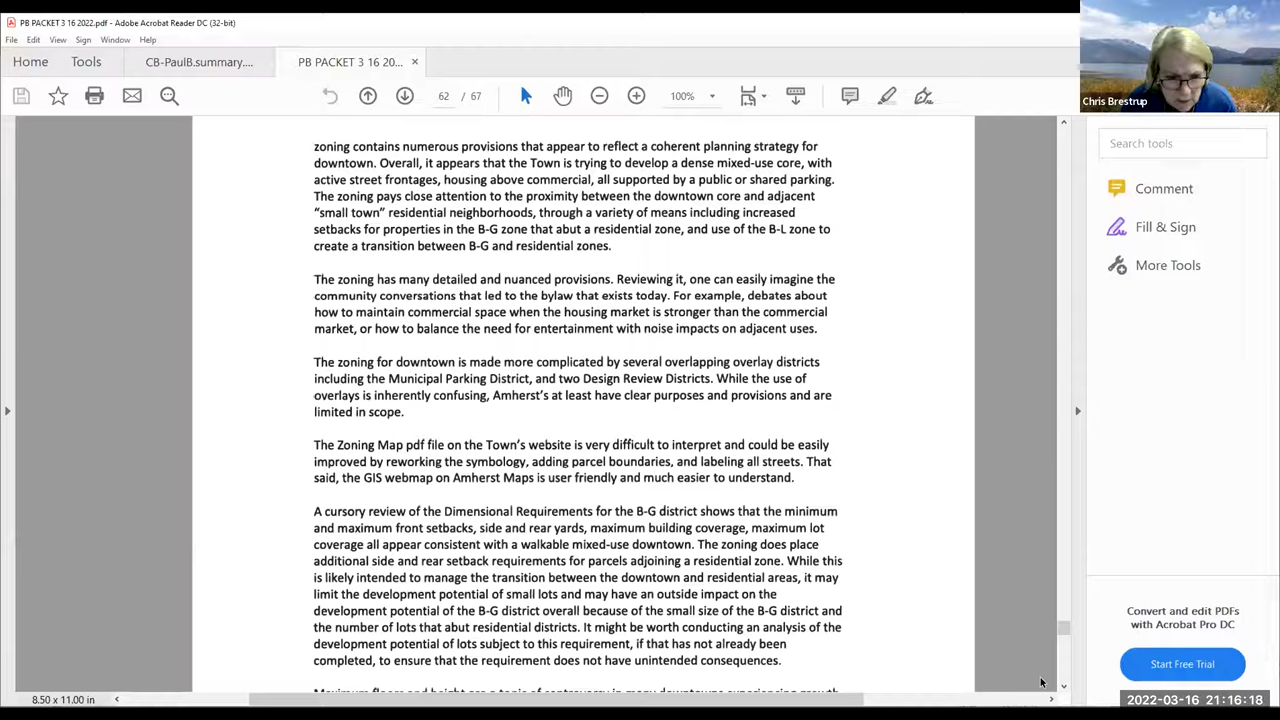 PB PACKET 3 16 2022.pdf - Adobe Acrobat Reader DC (32-bit)
File Edit View Sign Window Help
Home Tools CB-PaulB.summary.... PB PACKET 3 16 20... ×
62 / 67 100%
Chris Brestrup
zoning contains numerous provisions that appear to reflect a coherent planning strategy for
downtown. Overall, it appears that the Town is trying to develop a dense mixed-use core, with
active street frontages, housing above commercial, all supported by a public or shared parking.
The zoning pays close attention to the proximity between the downtown core and adjacent
“small town” residential neighborhoods, through a variety of means including increased
setbacks for properties in the B-G zone that abut a residential zone, and use of the B-L zone to
create a transition between B-G and residential zones.
The zoning has many detailed and nuanced provisions. Reviewing it, one can easily imagine the
community conversations that led to the bylaw that exists today. For example, debates about
how to maintain commercial space when the housing market is stronger than the commercial
market, or how to balance the need for entertainment with noise impacts on adjacent uses.
The zoning for downtown is made more complicated by several overlapping overlay districts
including the Municipal Parking District, and two Design Review Districts. While the use of
overlays is inherently confusing, Amherst’s at least have clear purposes and provisions and are
limited in scope.
The Zoning Map pdf file on the Town’s website is very difficult to interpret and could be easily
improved by reworking the symbology, adding parcel boundaries, and labeling all streets. That
said, the GIS webmap on Amherst Maps is user friendly and much easier to understand.
A cursory review of the Dimensional Requirements for the B-G district shows that the minimum
and maximum front setbacks, side and rear yards, maximum building coverage, maximum lot
coverage all appear consistent with a walkable mixed-use downtown. The zoning does place
additional side and rear setback requirements for parcels adjoining a residential zone. While this
is likely intended to manage the transition between the downtown and residential areas, it may
limit the development potential of small lots and may have an outside impact on the
development potential of the B-G district overall because of the small size of the B-G district and
the number of lots that abut residential districts. It might be worth conducting an analysis of the
development potential of lots subject to this requirement, if that has not already been
completed, to ensure that the requirement does not have unintended consequences.
Maximum floors and height are a topic of controversy in many downtowns experiencing growth
8.50 x 11.00 in
Search tools
Comment
Fill & Sign
More Tools
Convert and edit PDFs
with Acrobat Pro DC
Start Free Trial
2022-03-16 21:16:18